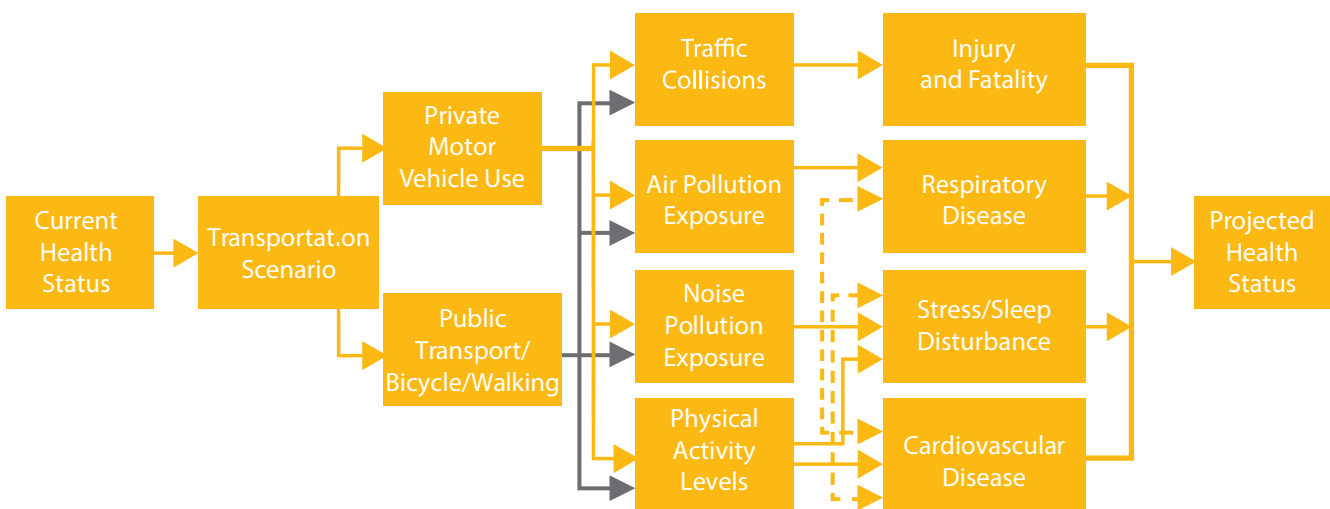 Current
Health
Status
Transportat.on
Scenario
Private
Motor
Vehicle Use
Public
Transport/
Bicycle/Walking
Traffic
Collisions
Air Pollution
Exposure
Noise
Pollution
Exposure
Physical
Activity
Levels
Injury
and Fatality
Respiratory
Disease
Stress/Sleep
Disturbance
Cardiovascular
Disease
Projected
Health
Status